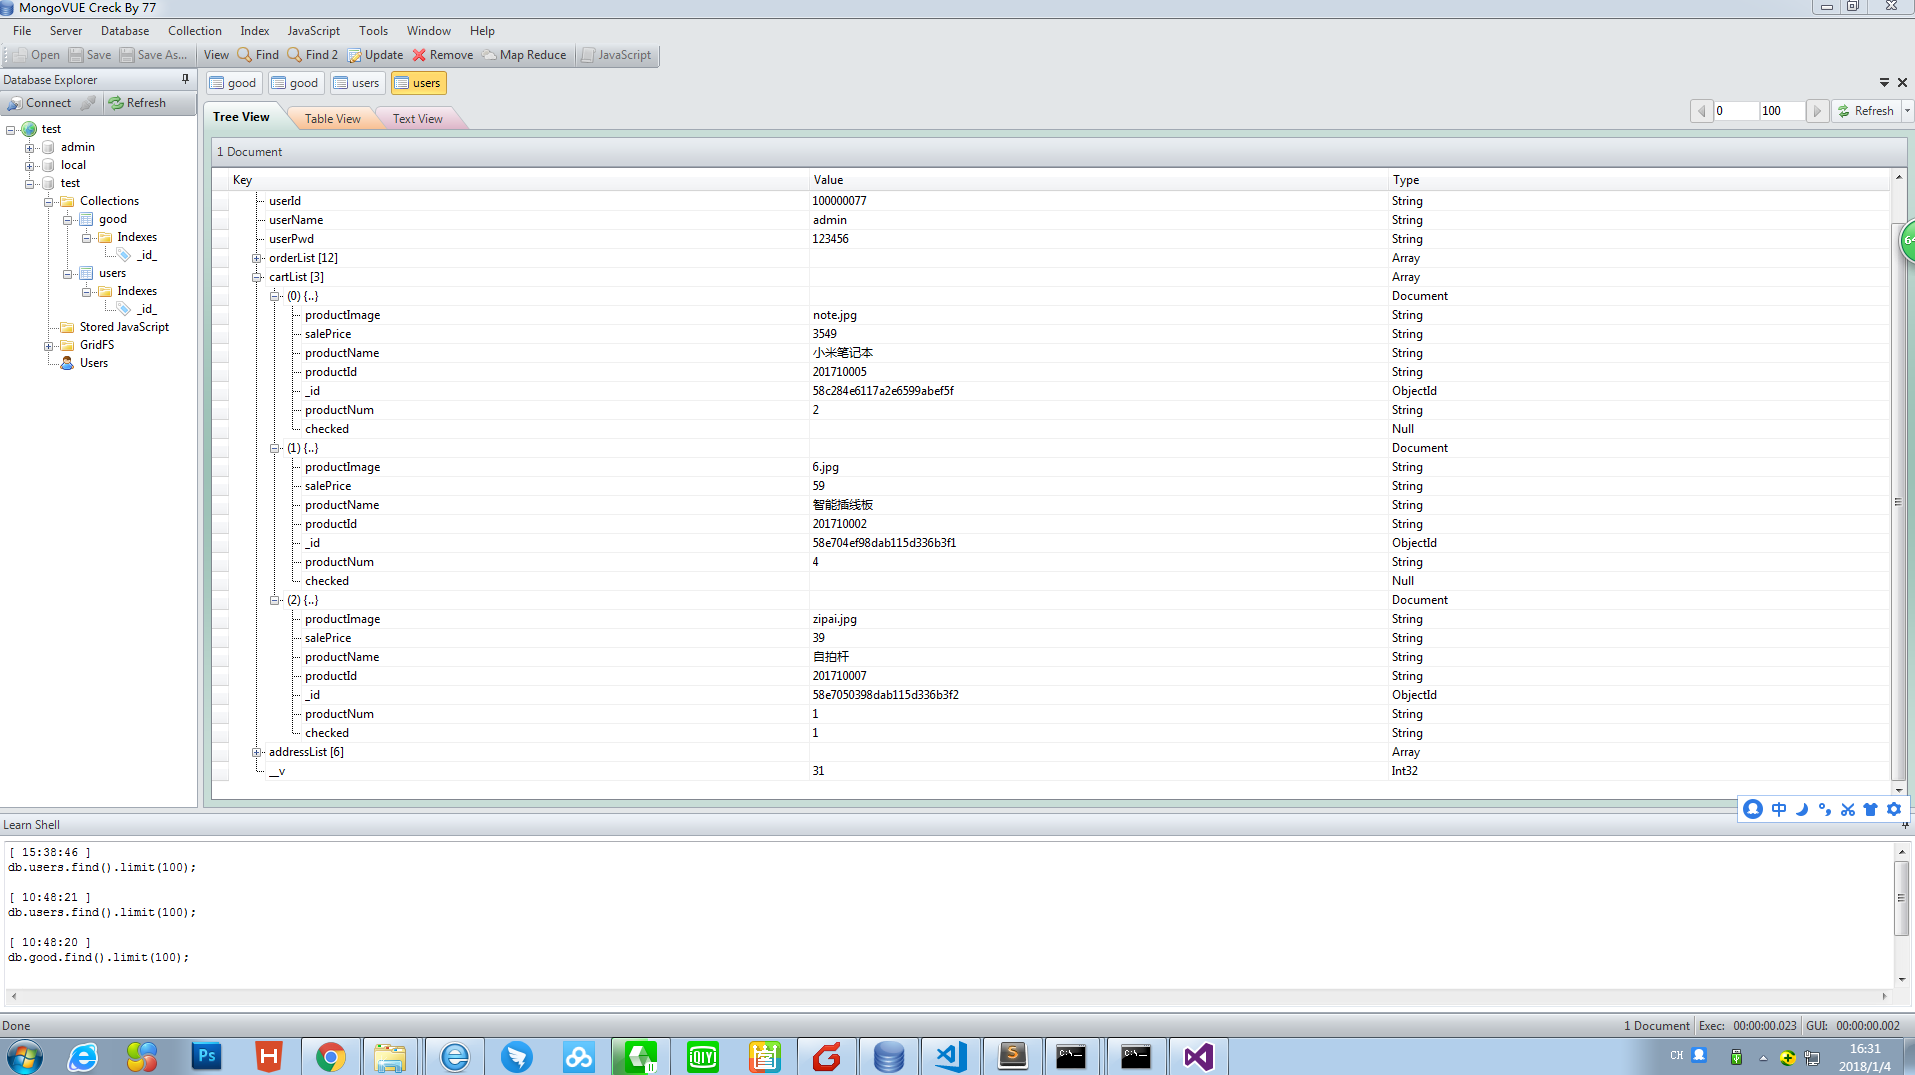 MongoVUE Creck By 77
File Server Database Collection Index JavaScript Tools Window Help
Open Save Save As... View Find Find 2 Update Remove Map Reduce JavaScript
Database Explorer
Connect Refresh
test
admin
local
test
Collections
good
Indexes
_id_
users
Indexes
_id_
Stored JavaScript
GridFS
Users
good good users users
Tree View Table View Text View
0 100 Refresh
1 Document
Key Value Type
userId 100000077 String
userName admin String
userPwd 123456 String
orderList [12] Array
cartList [3] Array
(0) {..} Document
productImage note.jpg String
salePrice 3549 String
productName 小米笔记本 String
productId 201710005 String
_id 58c284e6117a2e6599abef5f ObjectId
productNum 2 String
checked Null
(1) {..} Document
productImage 6.jpg String
salePrice 59 String
productName 智能插线板 String
productId 201710002 String
_id 58e704ef98dab115d336b3f1 ObjectId
productNum 4 String
checked Null
(2) {..} Document
productImage zipai.jpg String
salePrice 39 String
productName 自拍杆 String
productId 201710007 String
_id 58e7050398dab115d336b3f2 ObjectId
productNum 1 String
checked 1 String
addressList [6] Array
__v 31 Int32
中
Learn Shell
[ 15:38:46 ]
db.users.find().limit(100);
[ 10:48:21 ]
db.users.find().limit(100);
[ 10:48:20 ]
db.good.find().limit(100);
Done
1 Document Exec: 00:00:00.023 GUI: 00:00:00.002
Ps
DIY
CH
16:31
2018/1/4